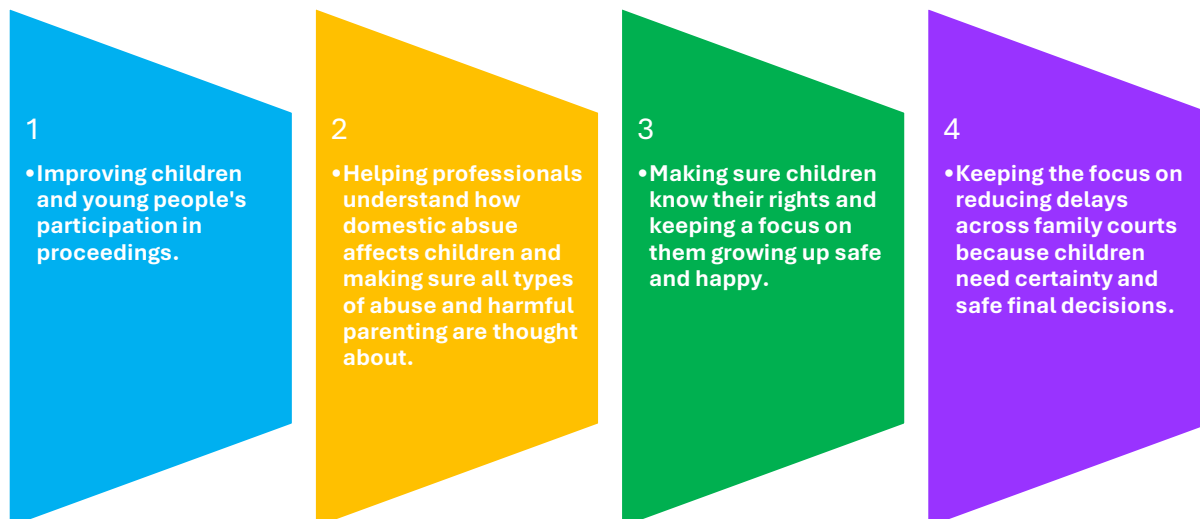 1
•Improving children
and young people's
participation in
proceedings.
2
•Helping professionals
understand how
domestic absue
affects children and
making sure all types
of abuse and harmful
parenting are thought
about.
3
•Making sure children
know their rights and
keeping a focus on
them growing up safe
and happy.
4
•Keeping the focus on
reducing delays
across family courts
because children
need certainty and
safe final decisions.